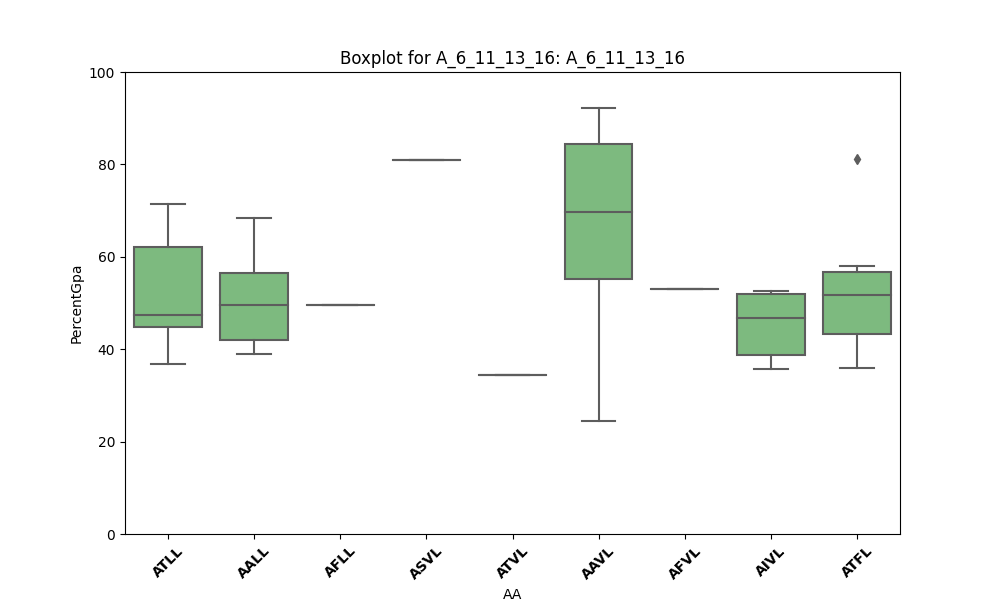 Boxplot for A_6_11_13_16: A_6_11_13_16
100
80
60
40
20
0
PercentGpa
ATLL AALL AFLL ASVL ATVL AAVL AFVL AIVL ATFL
AA